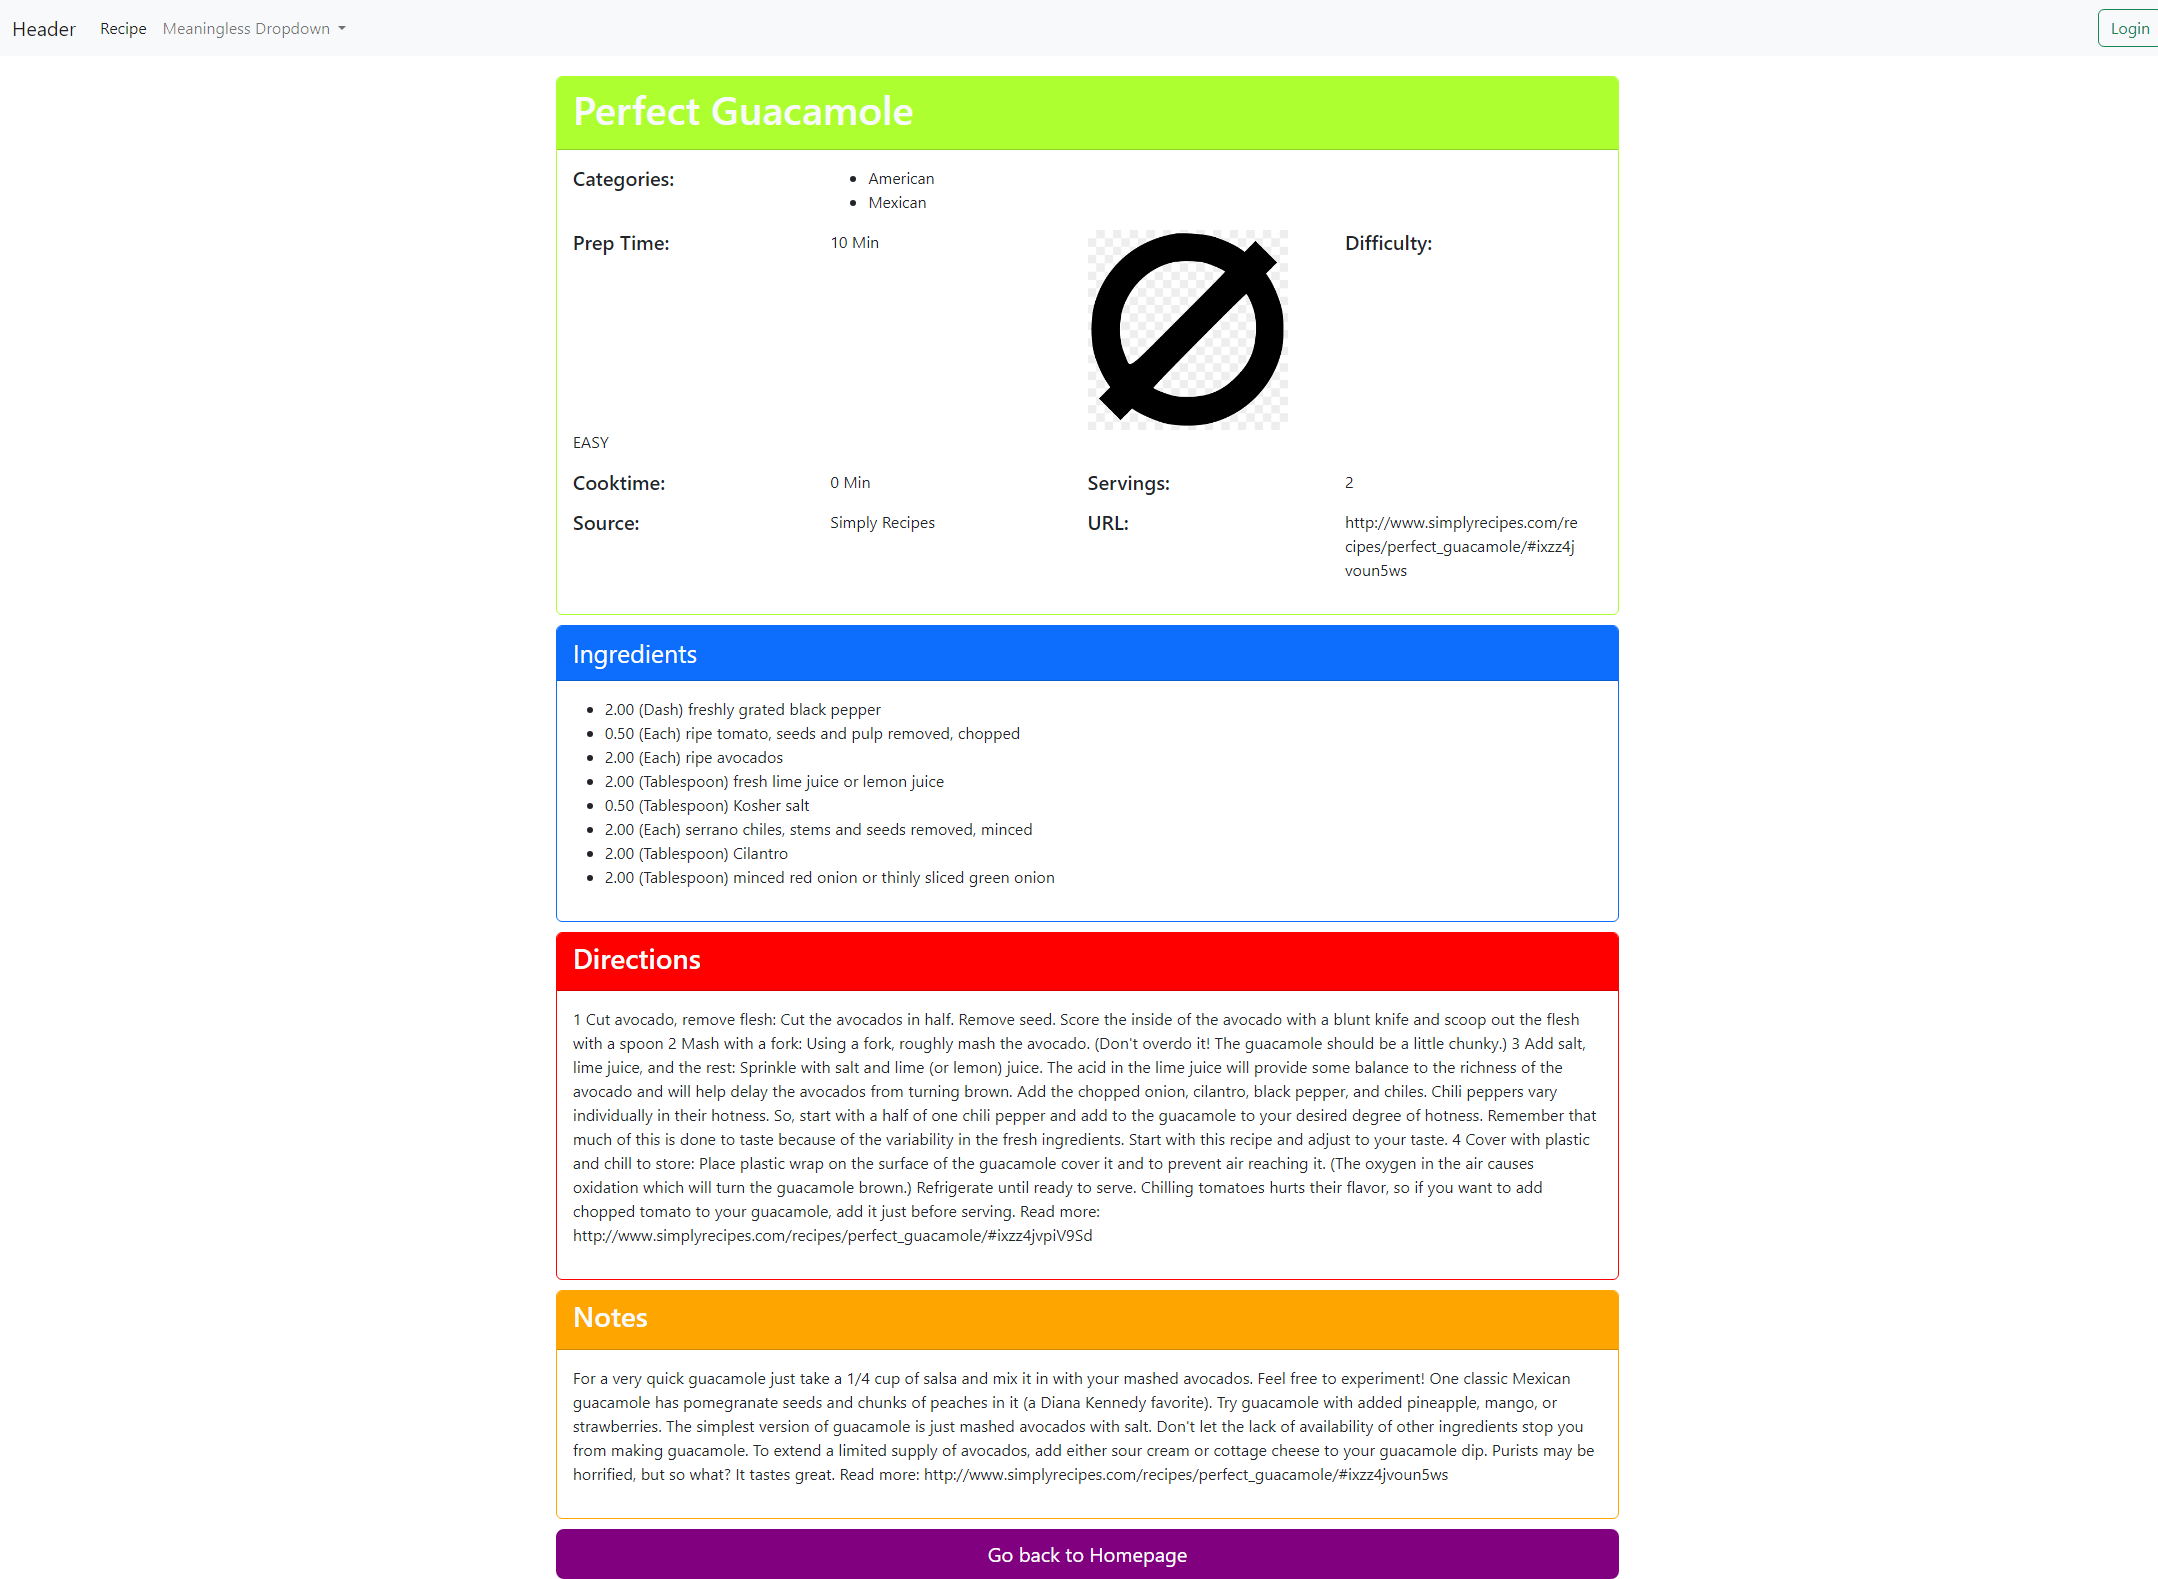 Header Recipe Meaningless Dropdown Login
Perfect Guacamole
Categories:
American
Mexican
Prep Time: 10 Min Difficulty:
EASY
Cooktime: 0 Min Servings: 2
Source: Simply Recipes URL: http://www.simplyrecipes.com/re
cipes/perfect_guacamole/#ixzz4j
voun5ws
Ingredients
2.00 (Dash) freshly grated black pepper
0.50 (Each) ripe tomato, seeds and pulp removed, chopped
2.00 (Each) ripe avocados
2.00 (Tablespoon) fresh lime juice or lemon juice
0.50 (Tablespoon) Kosher salt
2.00 (Each) serrano chiles, stems and seeds removed, minced
2.00 (Tablespoon) Cilantro
2.00 (Tablespoon) minced red onion or thinly sliced green onion
Directions
1 Cut avocado, remove flesh: Cut the avocados in half. Remove seed. Score the inside of the avocado with a blunt knife and scoop out the flesh
with a spoon 2 Mash with a fork: Using a fork, roughly mash the avocado. (Don't overdo it! The guacamole should be a little chunky.) 3 Add salt,
lime juice, and the rest: Sprinkle with salt and lime (or lemon) juice. The acid in the lime juice will provide some balance to the richness of the
avocado and will help delay the avocados from turning brown. Add the chopped onion, cilantro, black pepper, and chiles. Chili peppers vary
individually in their hotness. So, start with a half of one chili pepper and add to the guacamole to your desired degree of hotness. Remember that
much of this is done to taste because of the variability in the fresh ingredients. Start with this recipe and adjust to your taste. 4 Cover with plastic
and chill to store: Place plastic wrap on the surface of the guacamole cover it and to prevent air reaching it. (The oxygen in the air causes
oxidation which will turn the guacamole brown.) Refrigerate until ready to serve. Chilling tomatoes hurts their flavor, so if you want to add
chopped tomato to your guacamole, add it just before serving. Read more:
http://www.simplyrecipes.com/recipes/perfect_guacamole/#ixzz4jvpiV9Sd
Notes
For a very quick guacamole just take a 1/4 cup of salsa and mix it in with your mashed avocados. Feel free to experiment! One classic Mexican
guacamole has pomegranate seeds and chunks of peaches in it (a Diana Kennedy favorite). Try guacamole with added pineapple, mango, or
strawberries. The simplest version of guacamole is just mashed avocados with salt. Don't let the lack of availability of other ingredients stop you
from making guacamole. To extend a limited supply of avocados, add either sour cream or cottage cheese to your guacamole dip. Purists may be
horrified, but so what? It tastes great. Read more: http://www.simplyrecipes.com/recipes/perfect_guacamole/#ixzz4jvoun5ws
Go back to Homepage